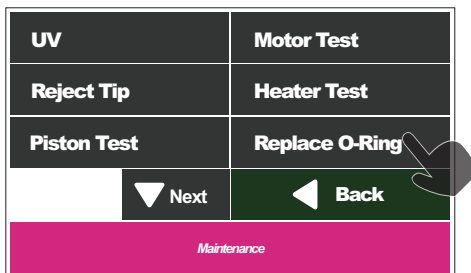 UV
Motor Test
Reject Tip
Heater Test
Piston Test
Replace O-Ring
Next
Back
Maintenance